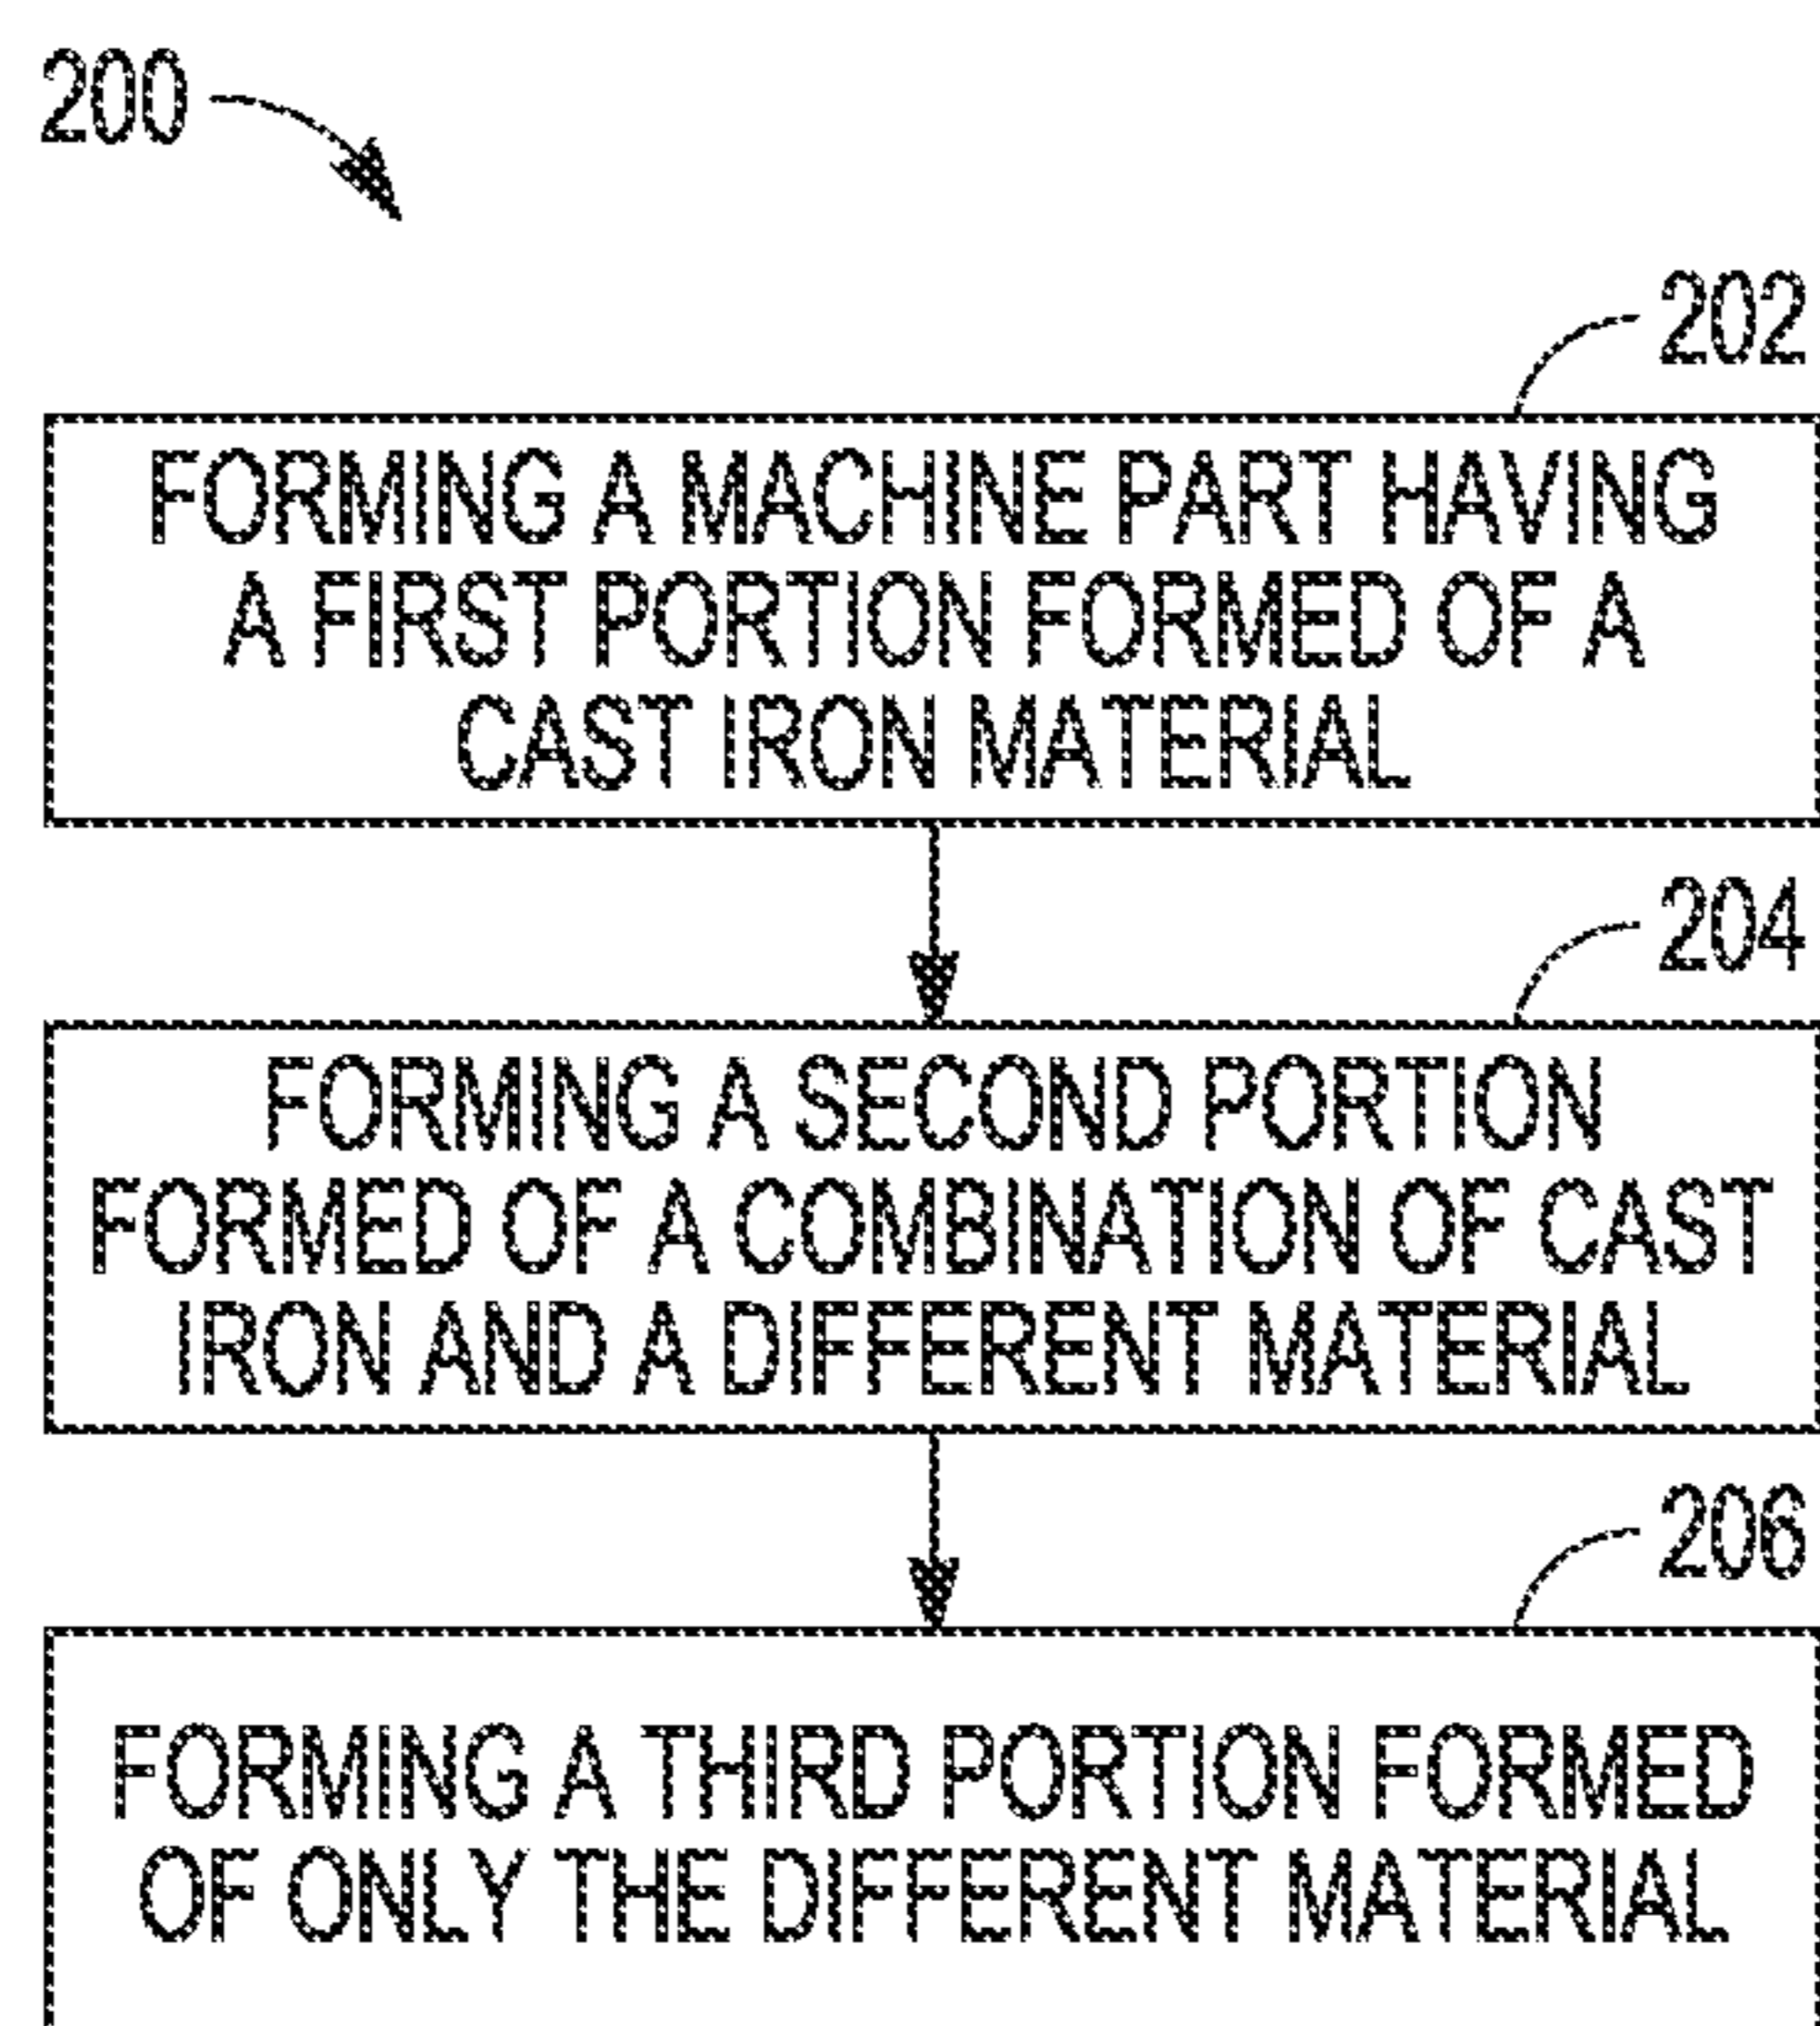 200
202
FORMING A MACHINE PART HAVING
A FIRST PORTION FORMED OF A
CAST IRON MATERIAL
204
FORMING A SECOND PORTION
FORMED OF A COMBINATION OF CAST
IRON AND A DIFFERENT MATERIAL
206
FORMING A THIRD PORTION FORMED
OF ONLY THE DIFFERENT MATERIAL